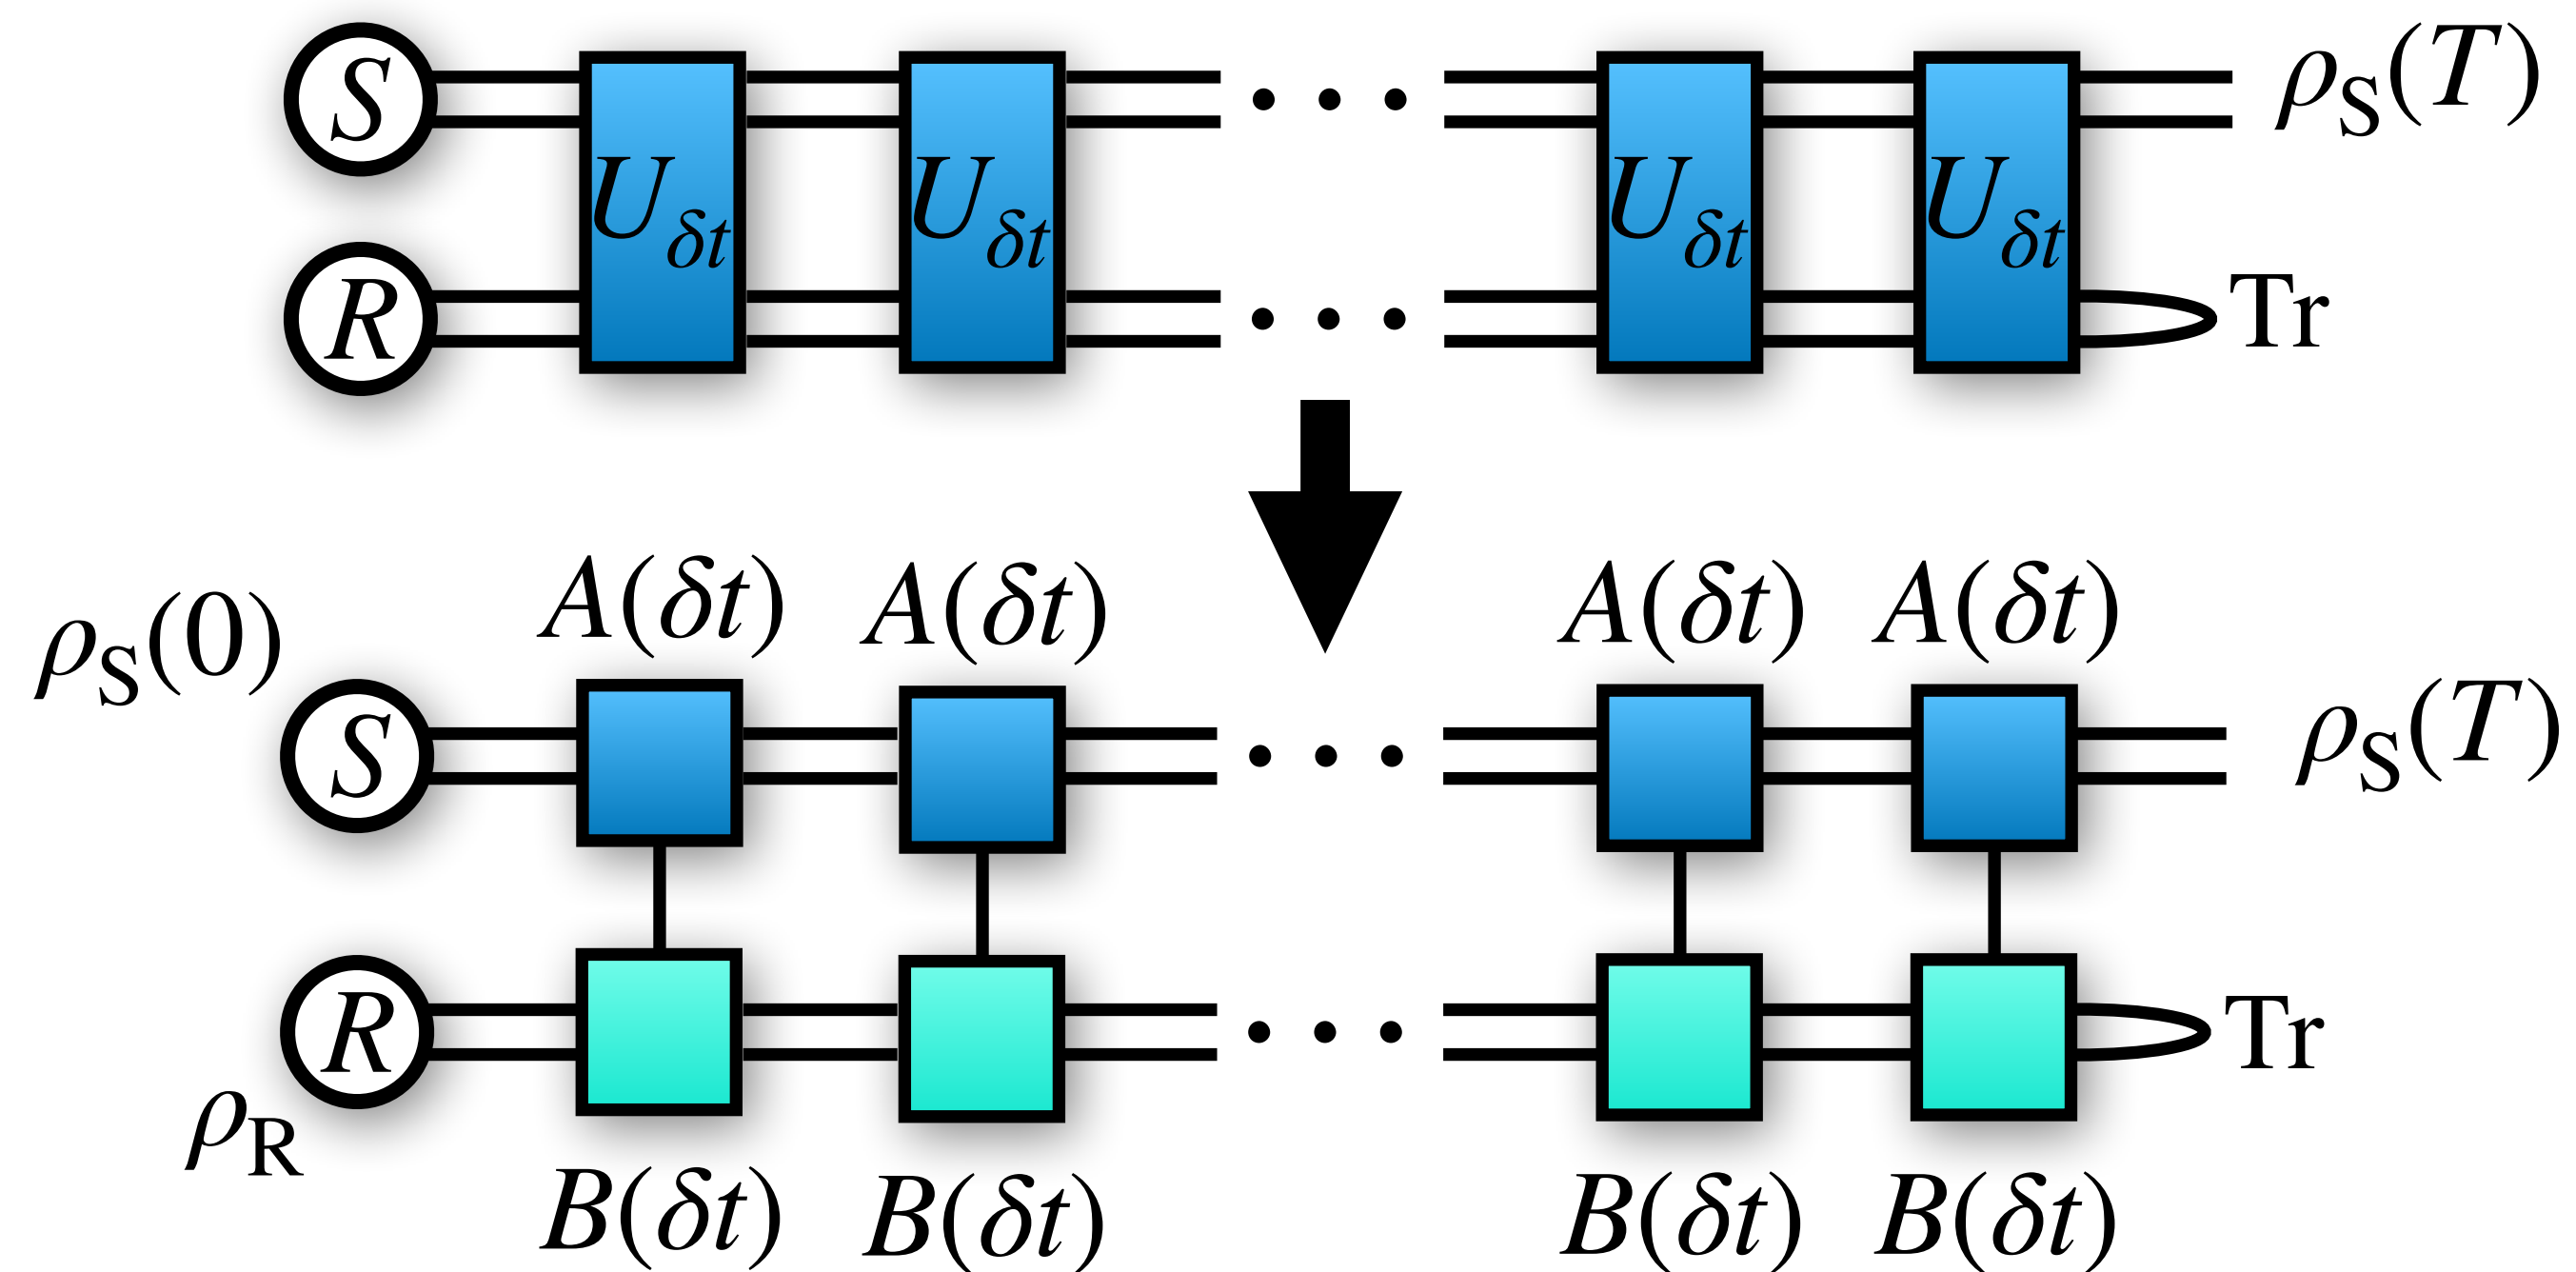 S ρ_S(T)
U_δt U_δt U_δt U_δt
R Tr
A(δt) A(δt) A(δt) A(δt)
ρ_S(0) S ρ_S(T)
R Tr
ρ_R
B(δt) B(δt) B(δt) B(δt)